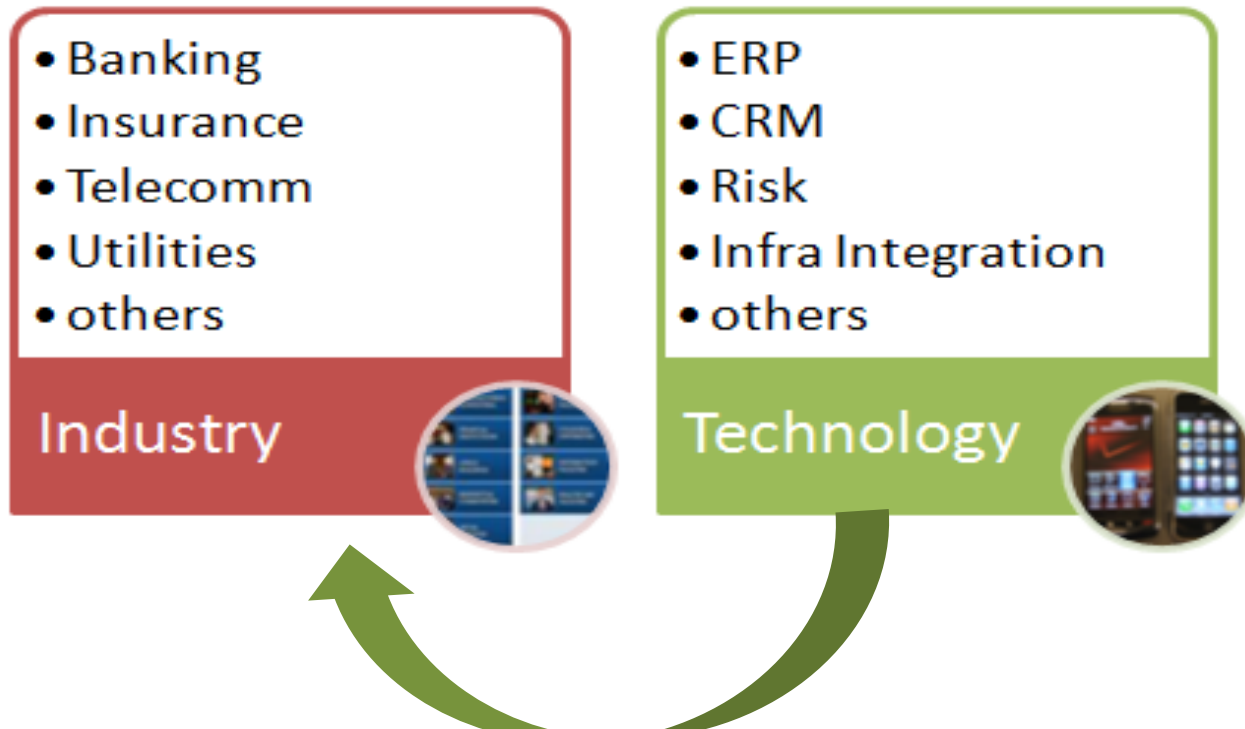 • Banking
• Insurance
• Telecomm
• Utilities
• others
Industry
• ERP
• CRM
• Risk
• Infra Integration
• others
Technology